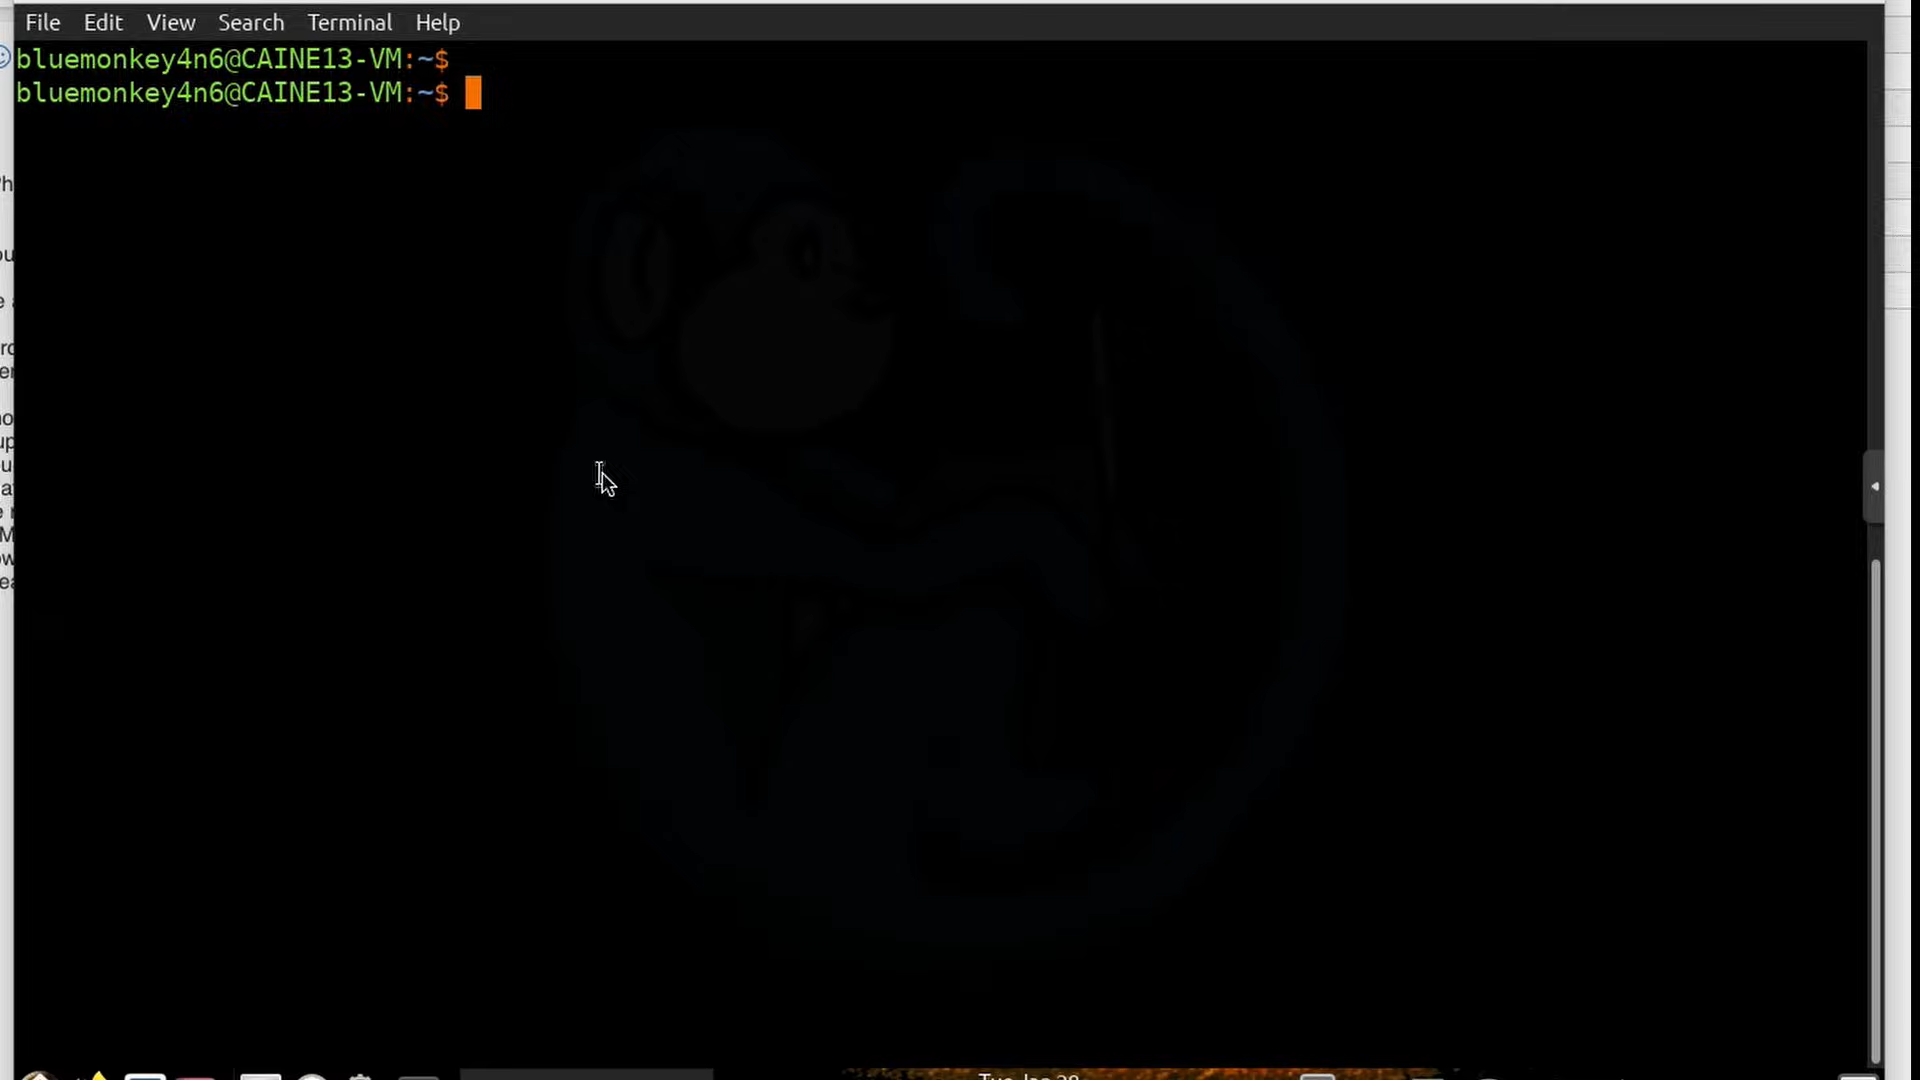 File Edit View Search Terminal Help
bluemonkey4n6@CAINE13-VM:~$
bluemonkey4n6@CAINE13-VM:~$